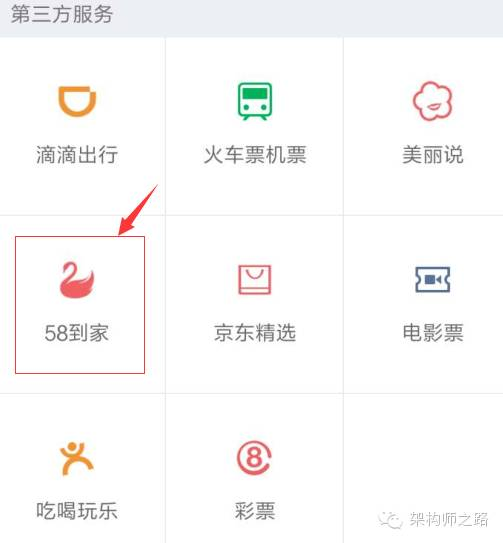 第三方服务
滴滴出行
火车票机票
美丽说
58到家
京东精选
电影票
吃喝玩乐
8
彩票
架构师之路